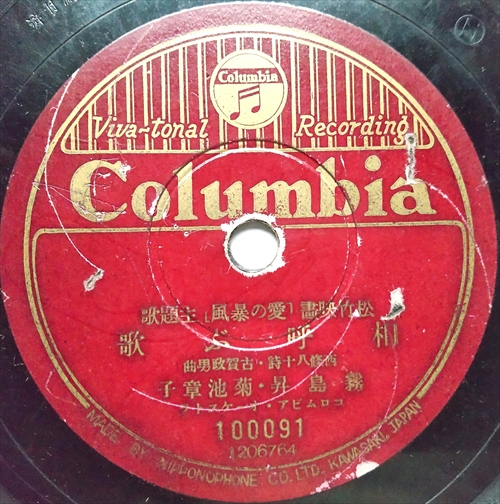 Columbia
Viva-tonal Recording
Columbia
松竹映畫「愛の暴風」主題歌
相呼ぶ歌
西條八十詩・古賀政男曲
霧島昇・菊池章子
コロムビア・オーケストラ
100091
1206764
MADE BY NIPPONOPHONE CO., LTD. KAWASAKI, JAPAN